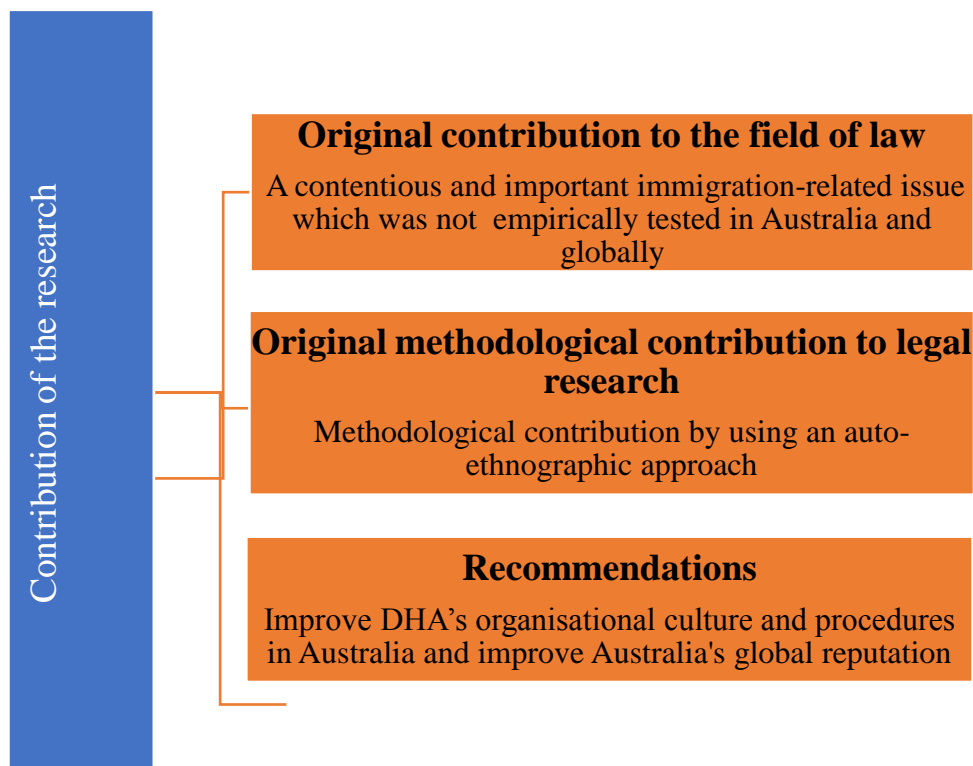 Contribution of the research
Original contribution to the field of law
A contentious and important immigration-related issue
which was not empirically tested in Australia and
globally
Original methodological contribution to legal
research
Methodological contribution by using an auto-
ethnographic approach
Recommendations
Improve DHA’s organisational culture and procedures
in Australia and improve Australia's global reputation